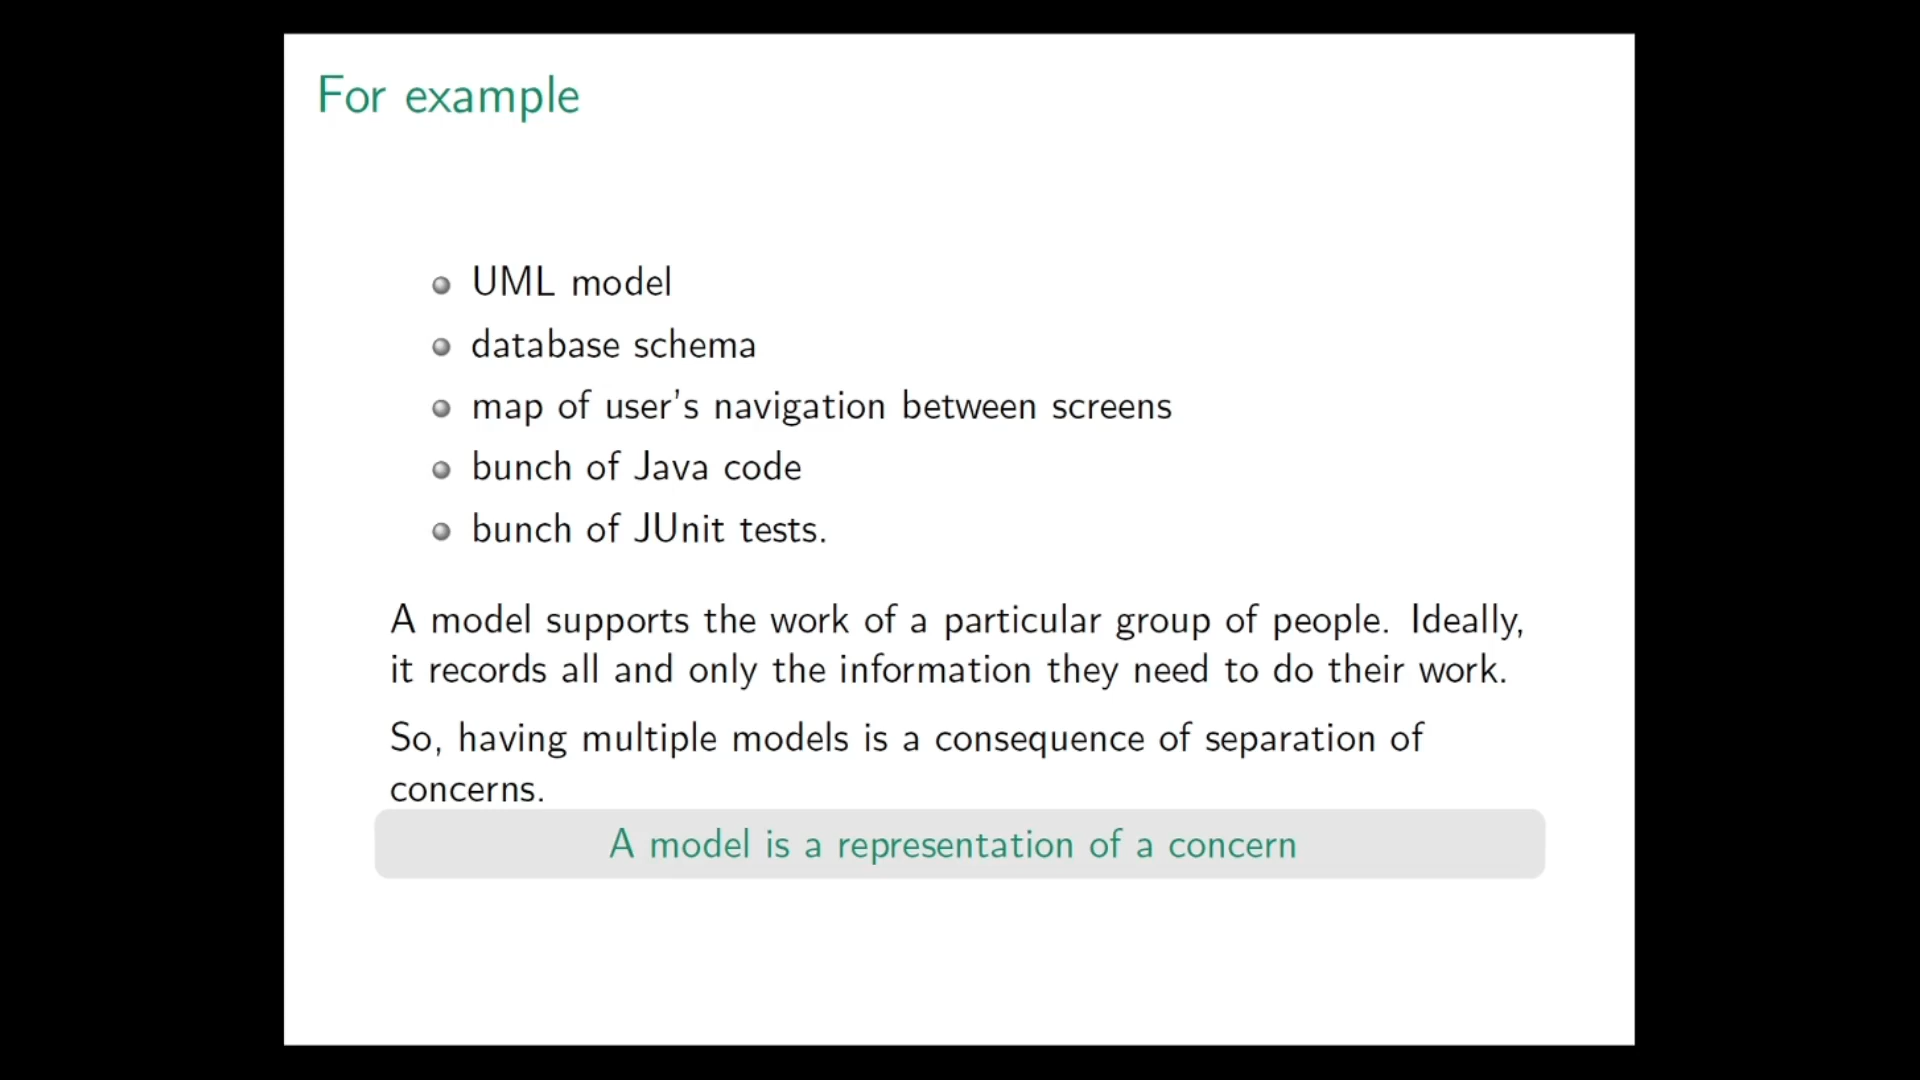 For example
UML model
database schema
map of user's navigation between screens
bunch of Java code
bunch of JUnit tests.
A model supports the work of a particular group of people. Ideally,
it records all and only the information they need to do their work.
So, having multiple models is a consequence of separation of
concerns.
A model is a representation of a concern